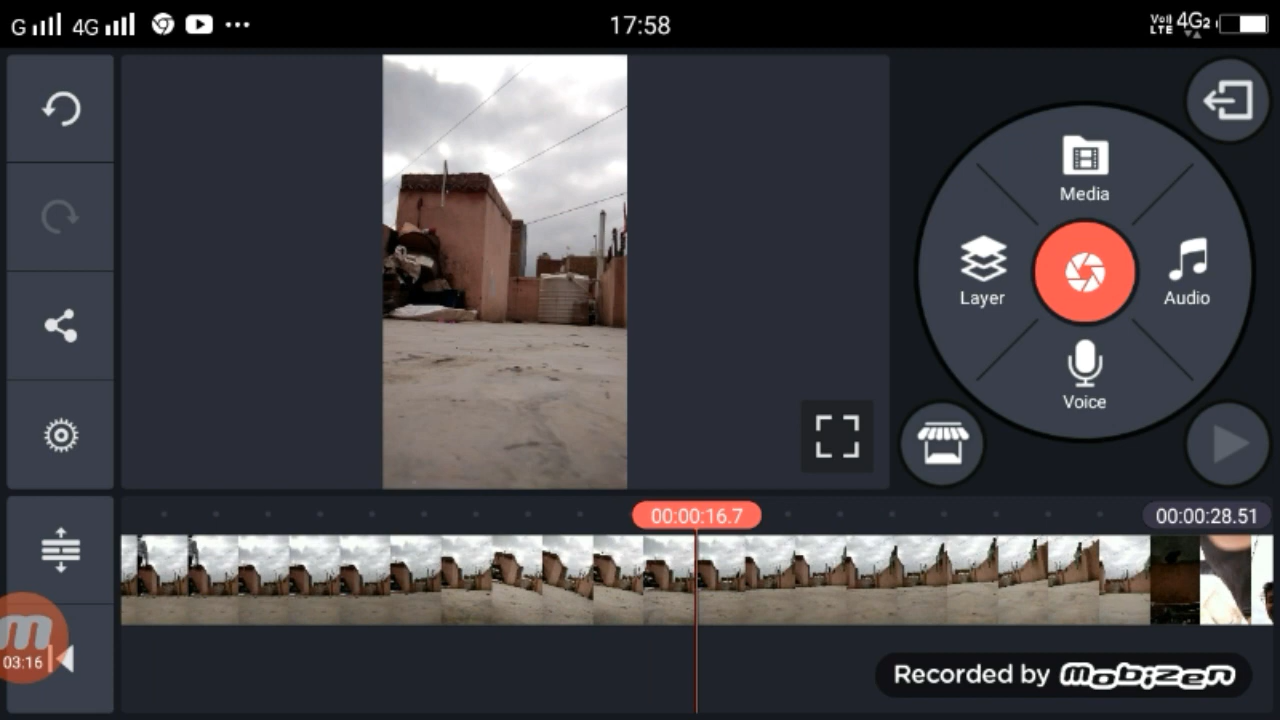 G 4G 17:58 VoLTE 4G2
Media
Layer
Audio
Voice
00:00:16.7
00:00:28.51
m
03:16
Recorded by mobizen